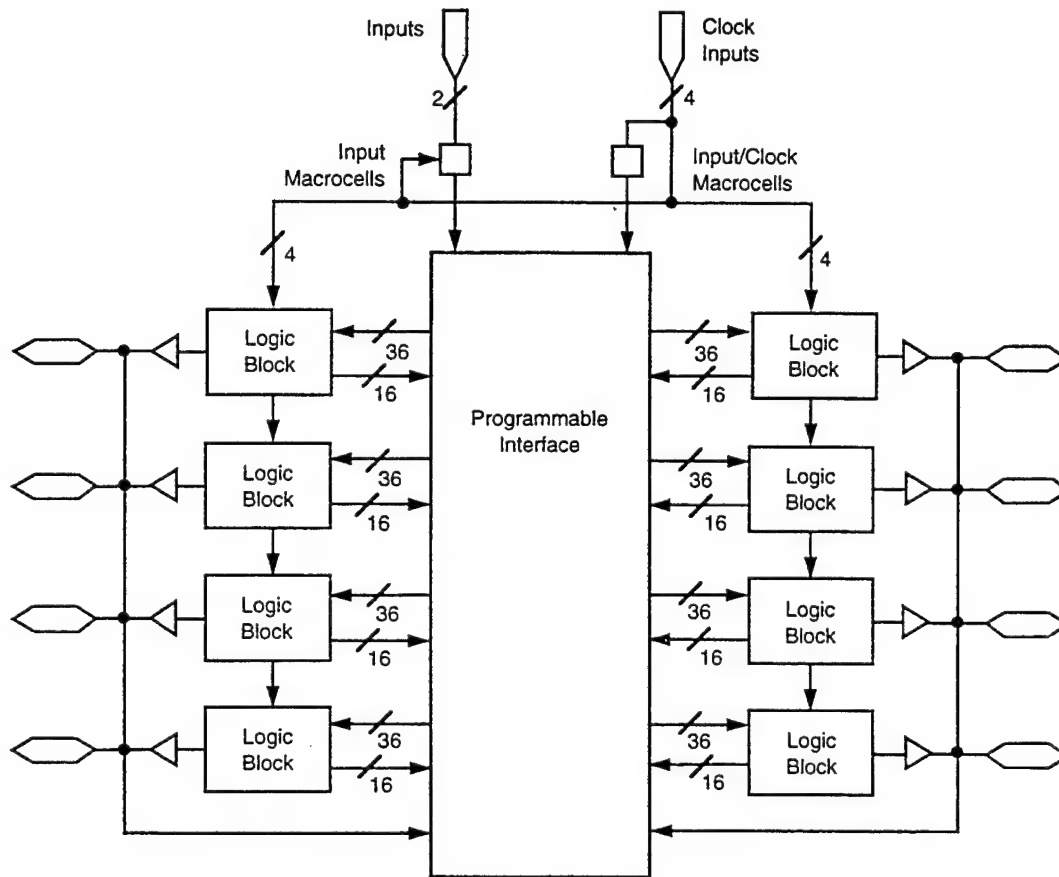 Inputs
Clock
Inputs
2
4
Input
Macrocells
Input/Clock
Macrocells
4
4
Logic
Block
36
16
36
16
Logic
Block
Programmable
Interface
Logic
Block
36
16
36
16
Logic
Block
Logic
Block
36
16
36
16
Logic
Block
Logic
Block
36
16
36
16
Logic
Block